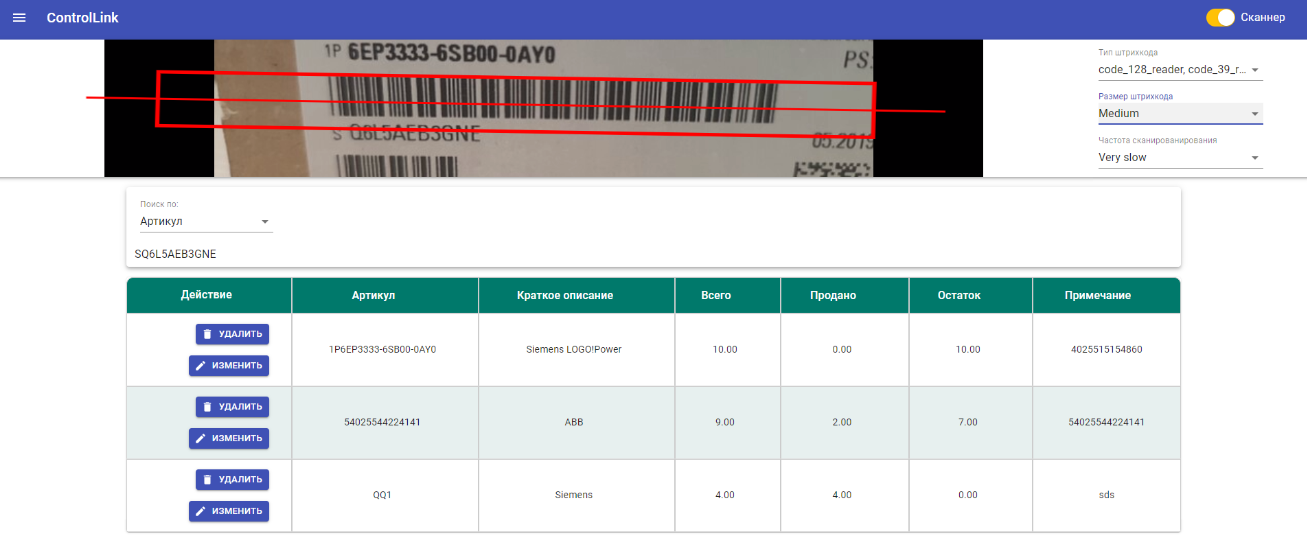 ControlLink
Сканнер
1P 6EP3333-6SB00-0AY0
PS:
S Q6L5AEB3GNE
05.2019
Тип штрихкода
code_128_reader, code_39_r...
Размер штрихкода
Medium
Частота сканированирования
Very slow
Поиск по:
Артикул
SQ6L5AEB3GNE
Действие Артикул Краткое описание Всего Продано Остаток Примечание
УДАЛИТЬ
ИЗМЕНИТЬ
1P6EP3333-6SB00-0AY0 Siemens LOGO!Power 10.00 0.00 10.00 4025515154860
УДАЛИТЬ
ИЗМЕНИТЬ
54025544224141 ABB 9.00 2.00 7.00 54025544224141
УДАЛИТЬ
ИЗМЕНИТЬ
QQ1 Siemens 4.00 4.00 0.00 sds